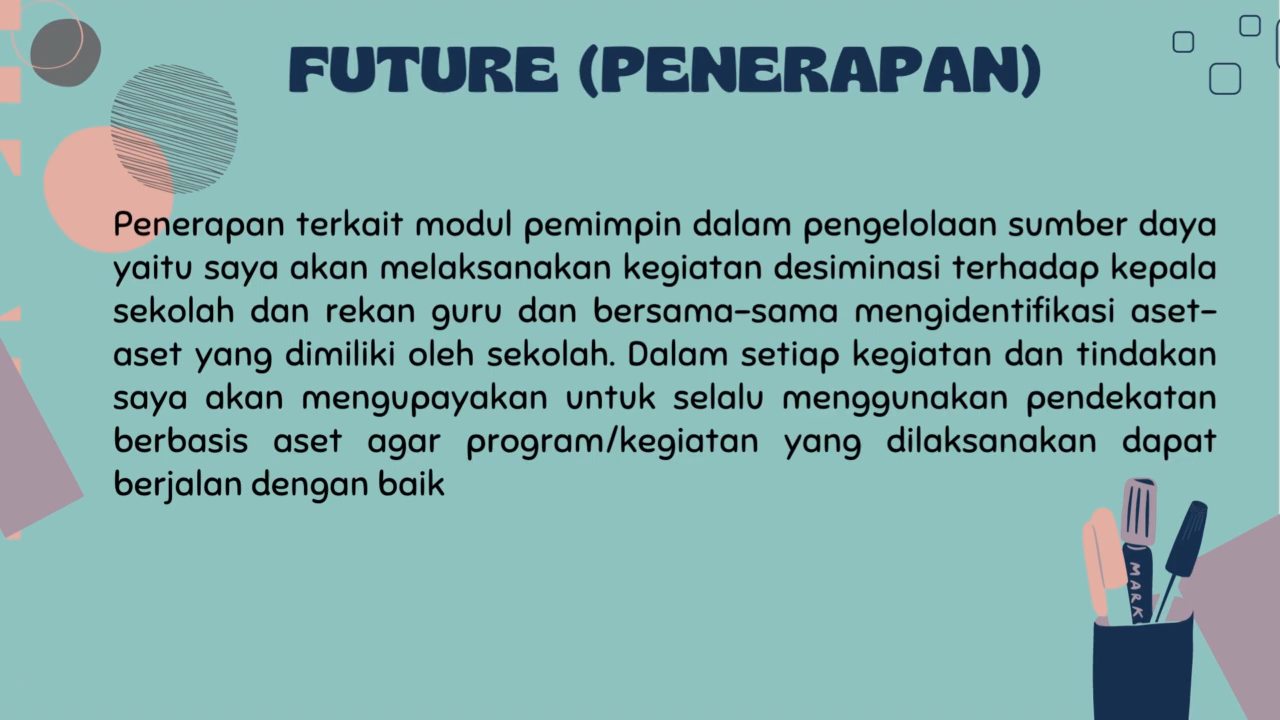 FUTURE (PENERAPAN)
Penerapan terkait modul pemimpin dalam pengelolaan sumber daya
yaitu saya akan melaksanakan kegiatan desiminasi terhadap kepala
sekolah dan rekan guru dan bersama-sama mengidentifikasi aset-
aset yang dimiliki oleh sekolah. Dalam setiap kegiatan dan tindakan
saya akan mengupayakan untuk selalu menggunakan pendekatan
berbasis aset agar program/kegiatan yang dilaksanakan dapat
berjalan dengan baik
MARK